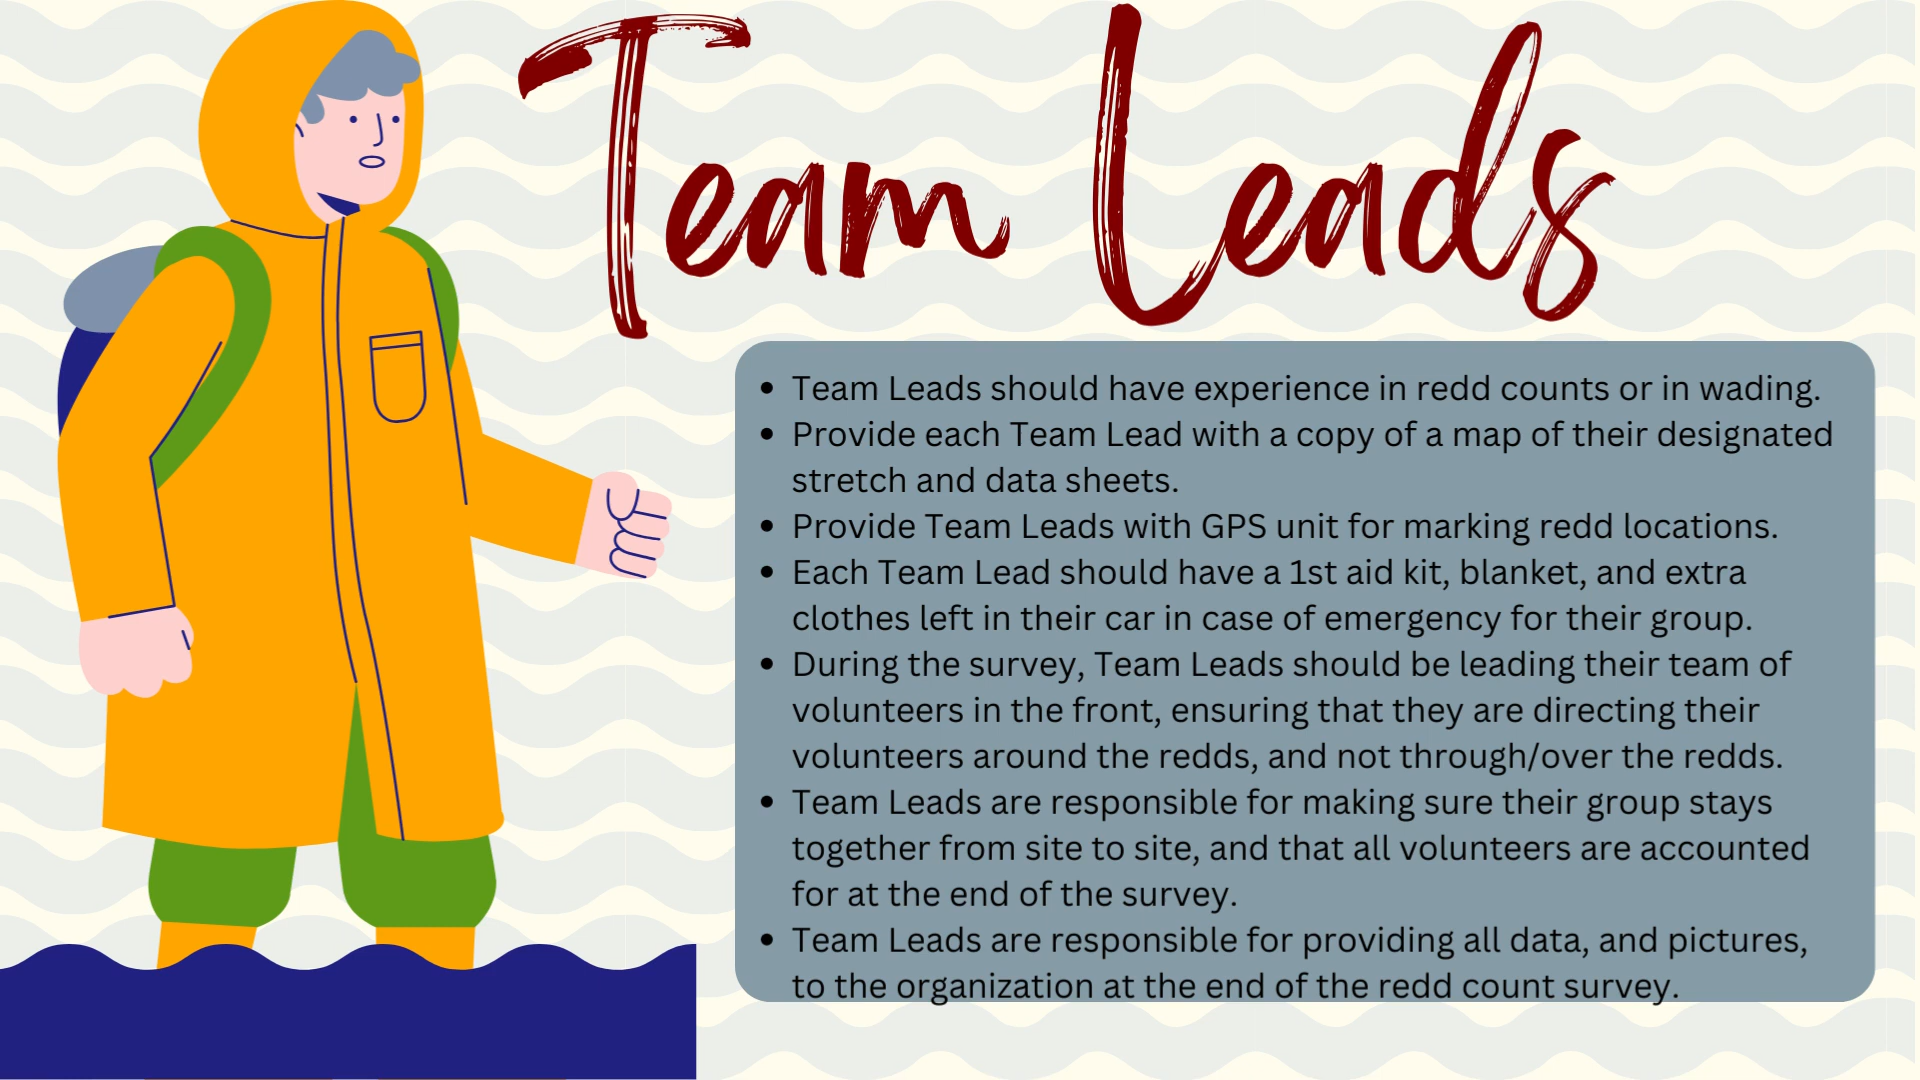 Team Leads
• Team Leads should have experience in redd counts or in wading.
• Provide each Team Lead with a copy of a map of their designated
stretch and data sheets.
• Provide Team Leads with GPS unit for marking redd locations.
• Each Team Lead should have a 1st aid kit, blanket, and extra
clothes left in their car in case of emergency for their group.
• During the survey, Team Leads should be leading their team of
volunteers in the front, ensuring that they are directing their
volunteers around the redds, and not through/over the redds.
• Team Leads are responsible for making sure their group stays
together from site to site, and that all volunteers are accounted
for at the end of the survey.
• Team Leads are responsible for providing all data, and pictures,
to the organization at the end of the redd count survey.